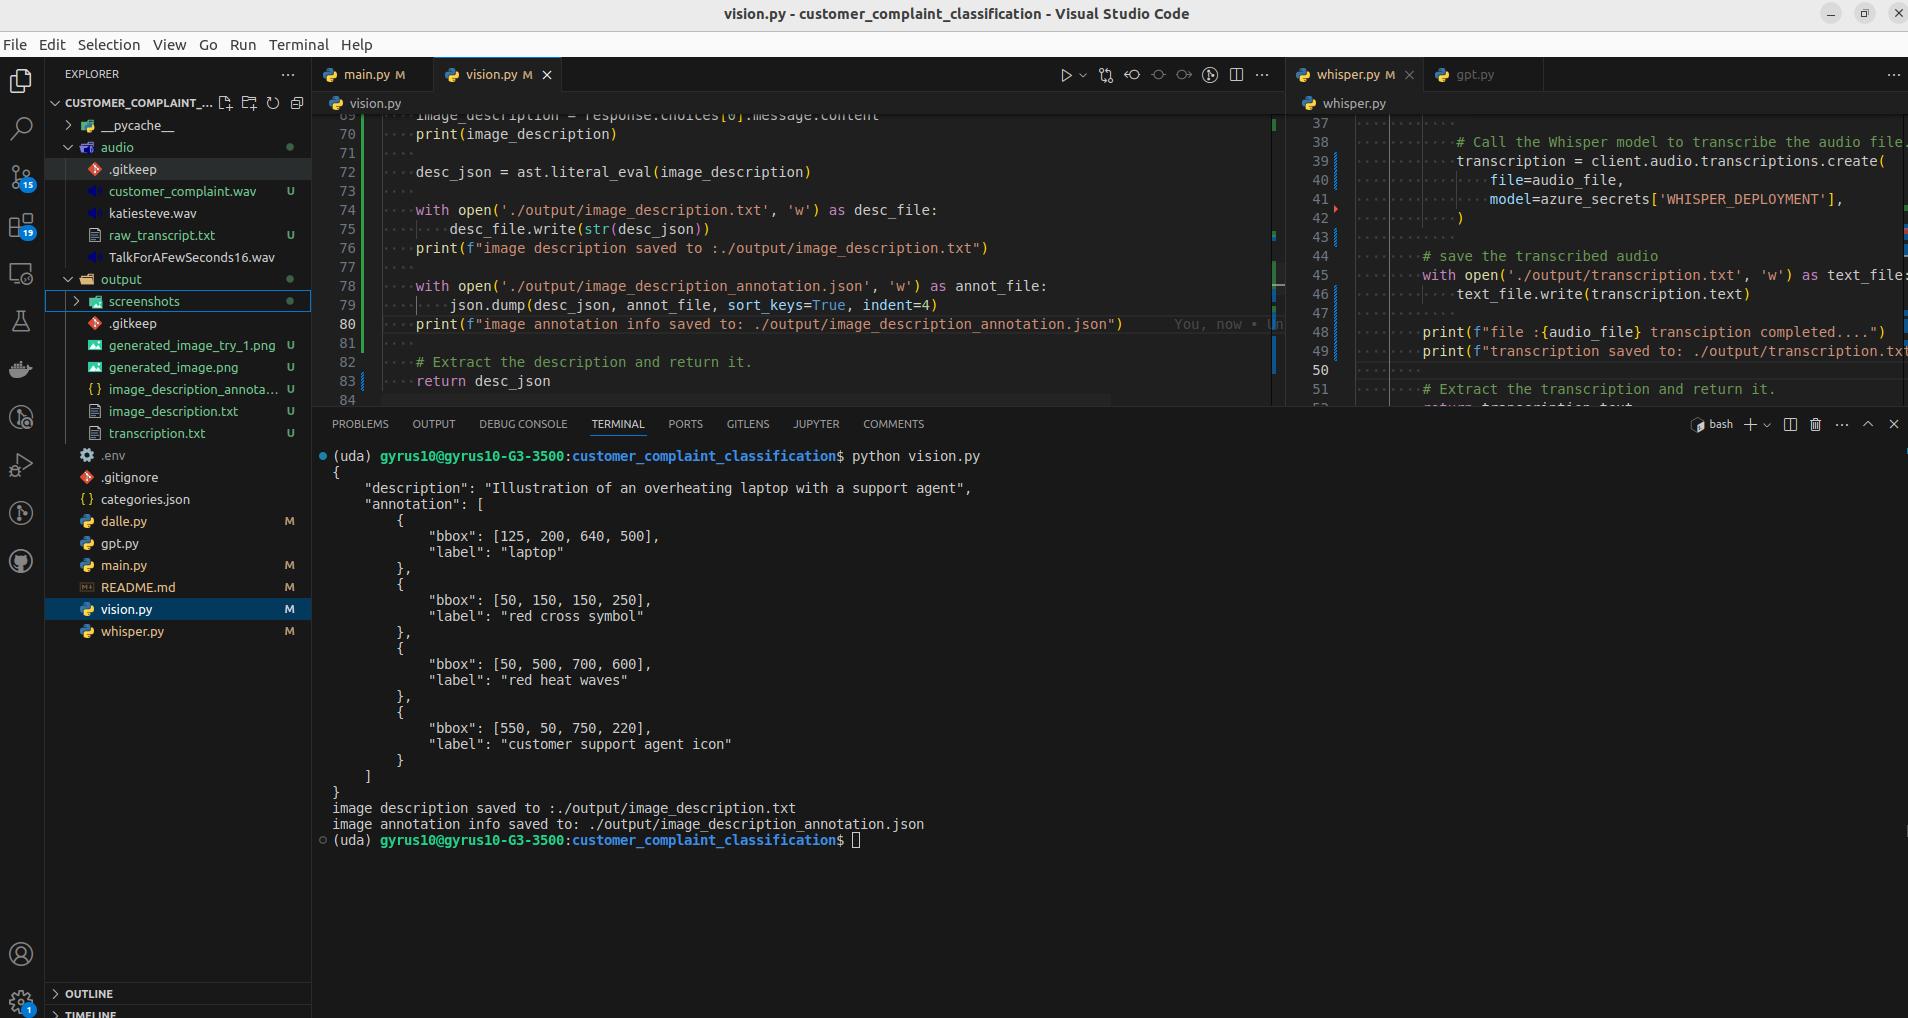 vision.py - customer_complaint_classification - Visual Studio Code
File Edit Selection View Go Run Terminal Help
EXPLORER
CUSTOMER_COMPLAINT_...
__pycache__
audio
.gitkeep
customer_complaint.wav U
katiesteve.wav
raw_transcript.txt U
TalkForAFewSeconds16.wav
output
screenshots
.gitkeep
generated_image_try_1.png U
generated_image.png U
{ } image_description_annota... U
image_description.txt U
transcription.txt U
.env
.gitignore
{ } categories.json
dalle.py M
gpt.py
main.py M
README.md M
vision.py M
whisper.py M
OUTLINE
TIMELINE
15
19
1
main.py M
vision.py M
vision.py
69 image_description = response.choices[0].message.content
70 print(image_description)
71
72 desc_json = ast.literal_eval(image_description)
73
74 with open('./output/image_description.txt', 'w') as desc_file:
75 desc_file.write(str(desc_json))
76 print(f"image description saved to :./output/image_description.txt")
77
78 with open('./output/image_description_annotation.json', 'w') as annot_file:
79 json.dump(desc_json, annot_file, sort_keys=True, indent=4)
80 print(f"image annotation info saved to: ./output/image_description_annotation.json") You, now • Un
81
82 # Extract the description and return it.
83 return desc_json
84
whisper.py M
gpt.py
whisper.py
37
38 # Call the Whisper model to transcribe the audio file.
39 transcription = client.audio.transcriptions.create(
40 file=audio_file,
41 model=azure_secrets['WHISPER_DEPLOYMENT'],
42 )
43
44 # save the transcribed audio
45 with open('./output/transcription.txt', 'w') as text_file:
46 text_file.write(transcription.text)
47
48 print(f"file :{audio_file} transciption completed....")
49 print(f"transcription saved to: ./output/transcription.txt
50
51 # Extract the transcription and return it.
52 return transcription.text
PROBLEMS OUTPUT DEBUG CONSOLE TERMINAL PORTS GITLENS JUPYTER COMMENTS
bash
(uda) gyrus10@gyrus10-G3-3500:customer_complaint_classification$ python vision.py
{
"description": "Illustration of an overheating laptop with a support agent",
"annotation": [
{
"bbox": [125, 200, 640, 500],
"label": "laptop"
},
{
"bbox": [50, 150, 150, 250],
"label": "red cross symbol"
},
{
"bbox": [50, 500, 700, 600],
"label": "red heat waves"
},
{
"bbox": [550, 50, 750, 220],
"label": "customer support agent icon"
}
]
}
image description saved to :./output/image_description.txt
image annotation info saved to: ./output/image_description_annotation.json
(uda) gyrus10@gyrus10-G3-3500:customer_complaint_classification$